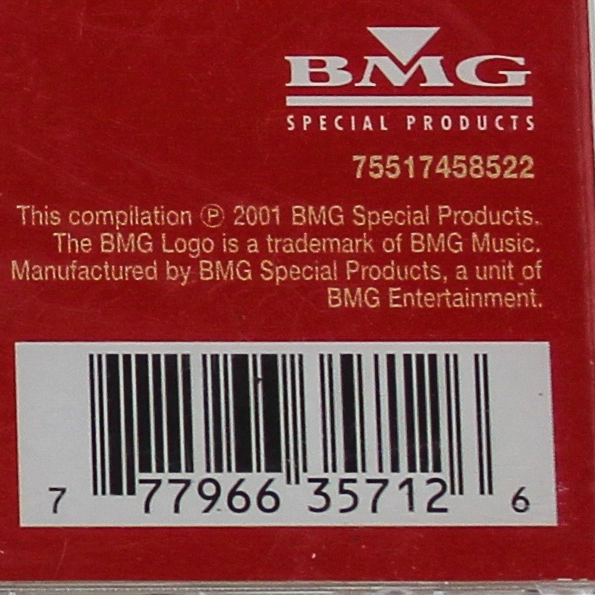 BMG
SPECIAL PRODUCTS
75517458522
This compilation ℗ 2001 BMG Special Products.
The BMG Logo is a trademark of BMG Music.
Manufactured by BMG Special Products, a unit of
BMG Entertainment.
7 77966 35712 6